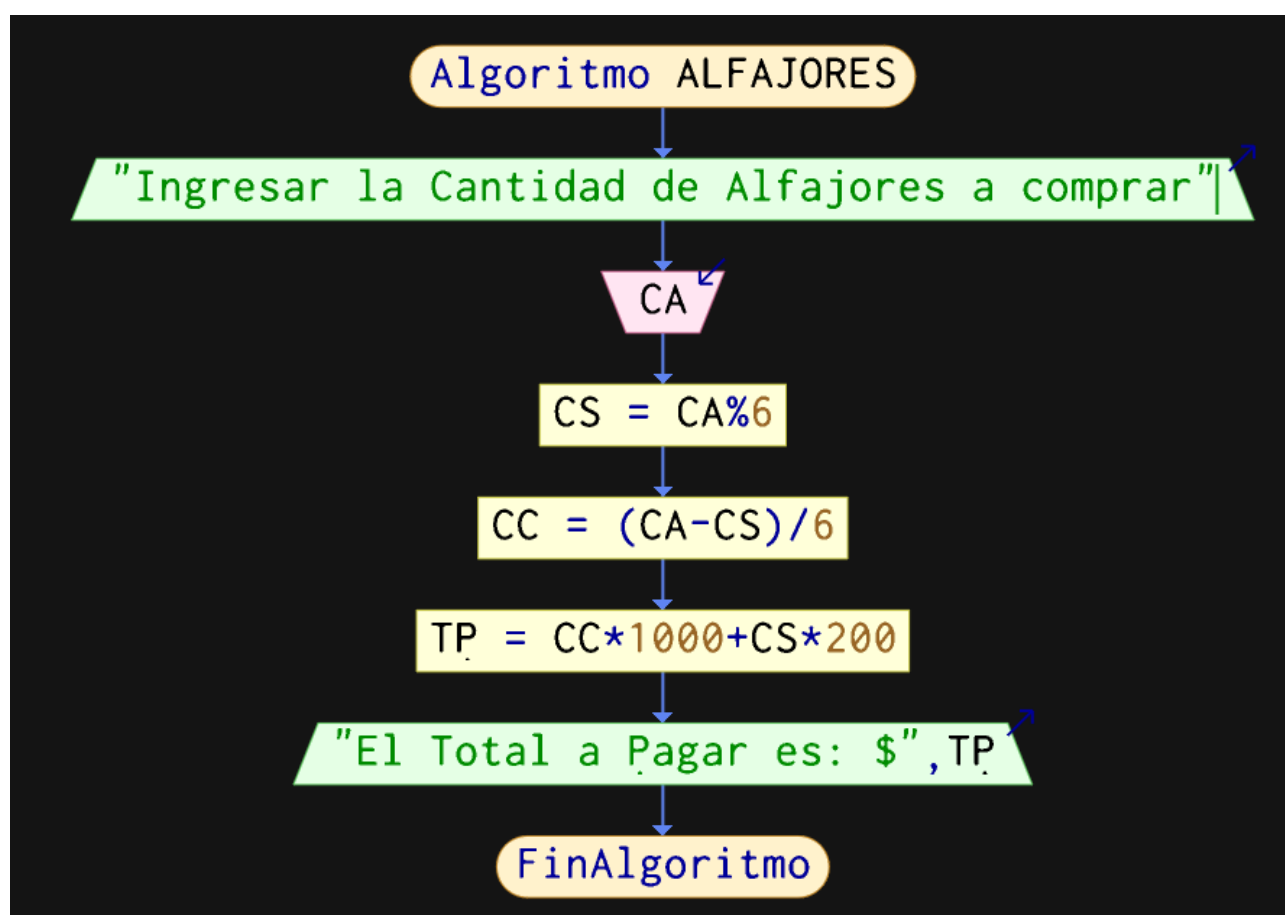 Algoritmo ALFAJORES
"Ingresar la Cantidad de Alfajores a comprar"
CA
CS = CA%6
CC = (CA-CS)/6
TP = CC*1000+CS*200
"El Total a Pagar es: $",TP
FinAlgoritmo